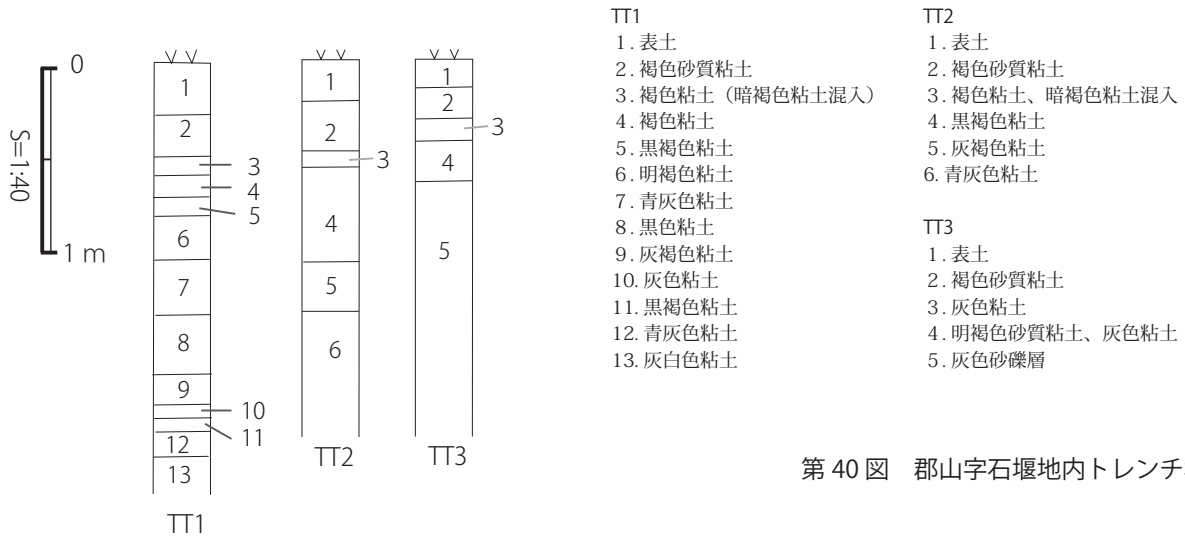 0
S=1:40
1 m
1
2
3
4
5
6
7
8
9
10
11
12
13
TT1
1
2
3
4
5
6
TT2
1
2
3
4
5
TT3
TT1
1. 表土
2. 褐色砂質粘土
3. 褐色粘土（暗褐色粘土混入）
4. 褐色粘土
5. 黒褐色粘土
6. 明褐色粘土
7. 青灰色粘土
8. 黒色粘土
9. 灰褐色粘土
10. 灰色粘土
11. 黒褐色粘土
12. 青灰色粘土
13. 灰白色粘土
TT2
1. 表土
2. 褐色砂質粘土
3. 褐色粘土、暗褐色粘土混入
4. 黒褐色粘土
5. 灰褐色粘土
6. 青灰色粘土
TT3
1. 表土
2. 褐色砂質粘土
3. 灰色粘土
4. 明褐色砂質粘土、灰色粘土
5. 灰色砂礫層
第 40 図　郡山字石堰地内トレンチ